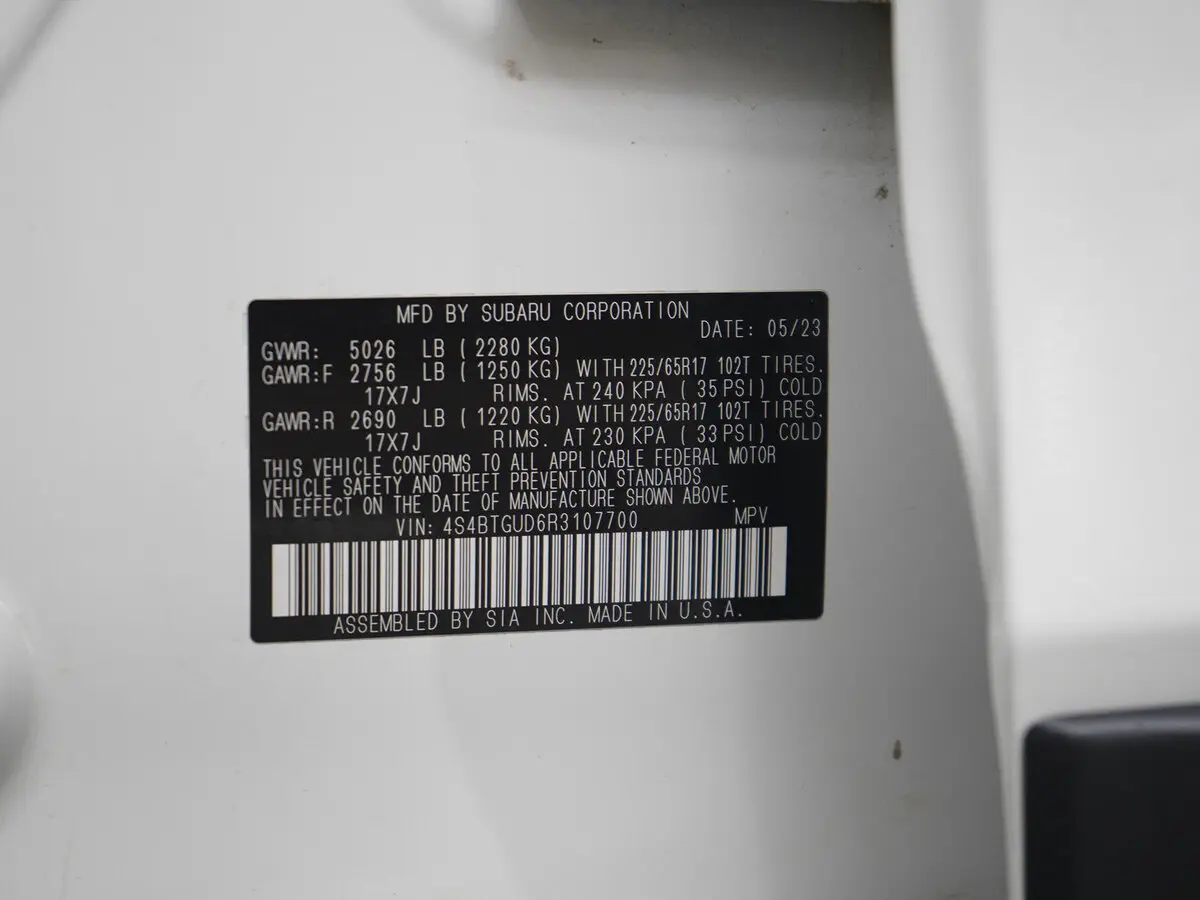 MFD BY SUBARU CORPORATION
DATE: 05/23
GVWR: 5026 LB ( 2280 KG)
GAWR:F 2756 LB ( 1250 KG) WITH 225/65R17 102T TIRES.
17X7J RIMS. AT 240 KPA ( 35 PSI) COLD
GAWR:R 2690 LB ( 1220 KG) WITH 225/65R17 102T TIRES.
17X7J RIMS. AT 230 KPA ( 33 PSI) COLD
THIS VEHICLE CONFORMS TO ALL APPLICABLE FEDERAL MOTOR
VEHICLE SAFETY AND THEFT PREVENTION STANDARDS
IN EFFECT ON THE DATE OF MANUFACTURE SHOWN ABOVE.
VIN: 4S4BTGUD6R3107700 MPV
ASSEMBLED BY SIA INC. MADE IN U.S.A.